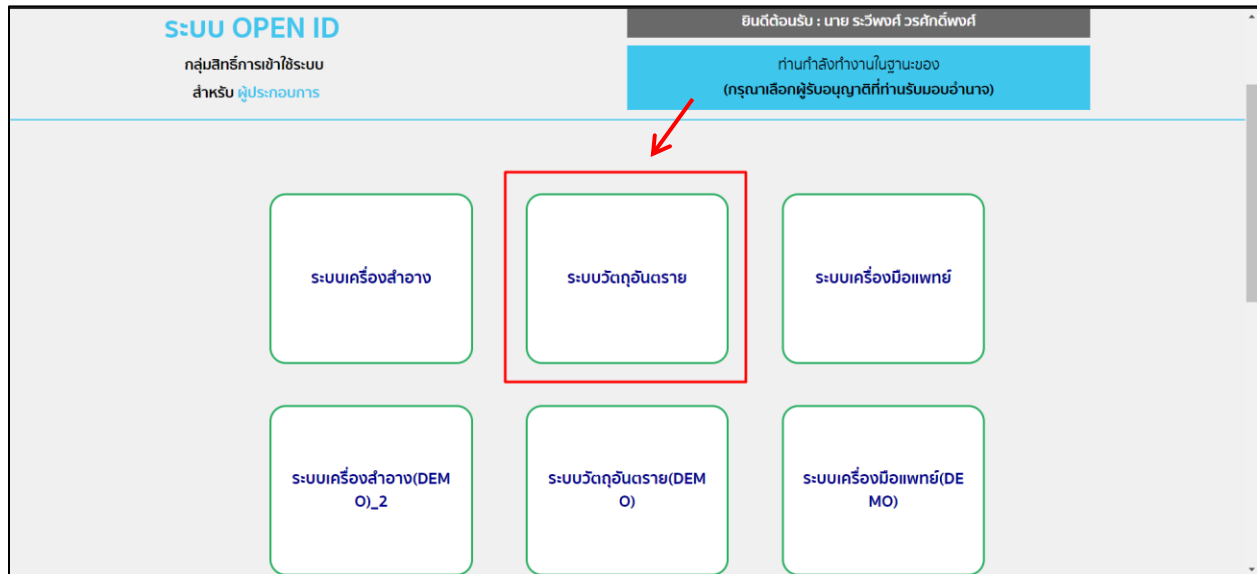 ระบบ OPEN ID
กลุ่มสิทธิ์การเข้าใช้ระบบ
สำหรับ ผู้ประกอบการ
ยินดีต้อนรับ : นาย ระวีพงศ์ วรศักดิ์พงศ์
ท่านกำลังทำงานในฐานะของ
(กรุณาเลือกผู้รับอนุญาติที่ท่านรับมอบอำนาจ)
ระบบเครื่องสำอาง
ระบบวัตถุอันตราย
ระบบเครื่องมือแพทย์
ระบบเครื่องสำอาง(DEM
O)_2
ระบบวัตถุอันตราย(DEM
O)
ระบบเครื่องมือแพทย์(DE
MO)